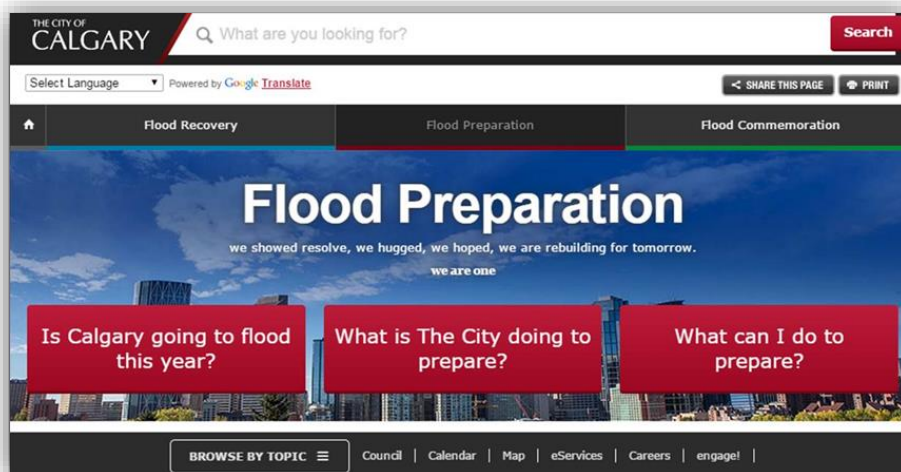 THE CITY OF
CALGARY
What are you looking for?
Search
Select Language
Powered by Google Translate
SHARE THIS PAGE
PRINT
Flood Recovery
Flood Preparation
Flood Commemoration
Flood Preparation
we showed resolve, we hugged, we hoped, we are rebuilding for tomorrow.
we are one
Is Calgary going to flood
this year?
What is The City doing to
prepare?
What can I do to
prepare?
BROWSE BY TOPIC
Council | Calendar | Map | eServices | Careers | engage! |